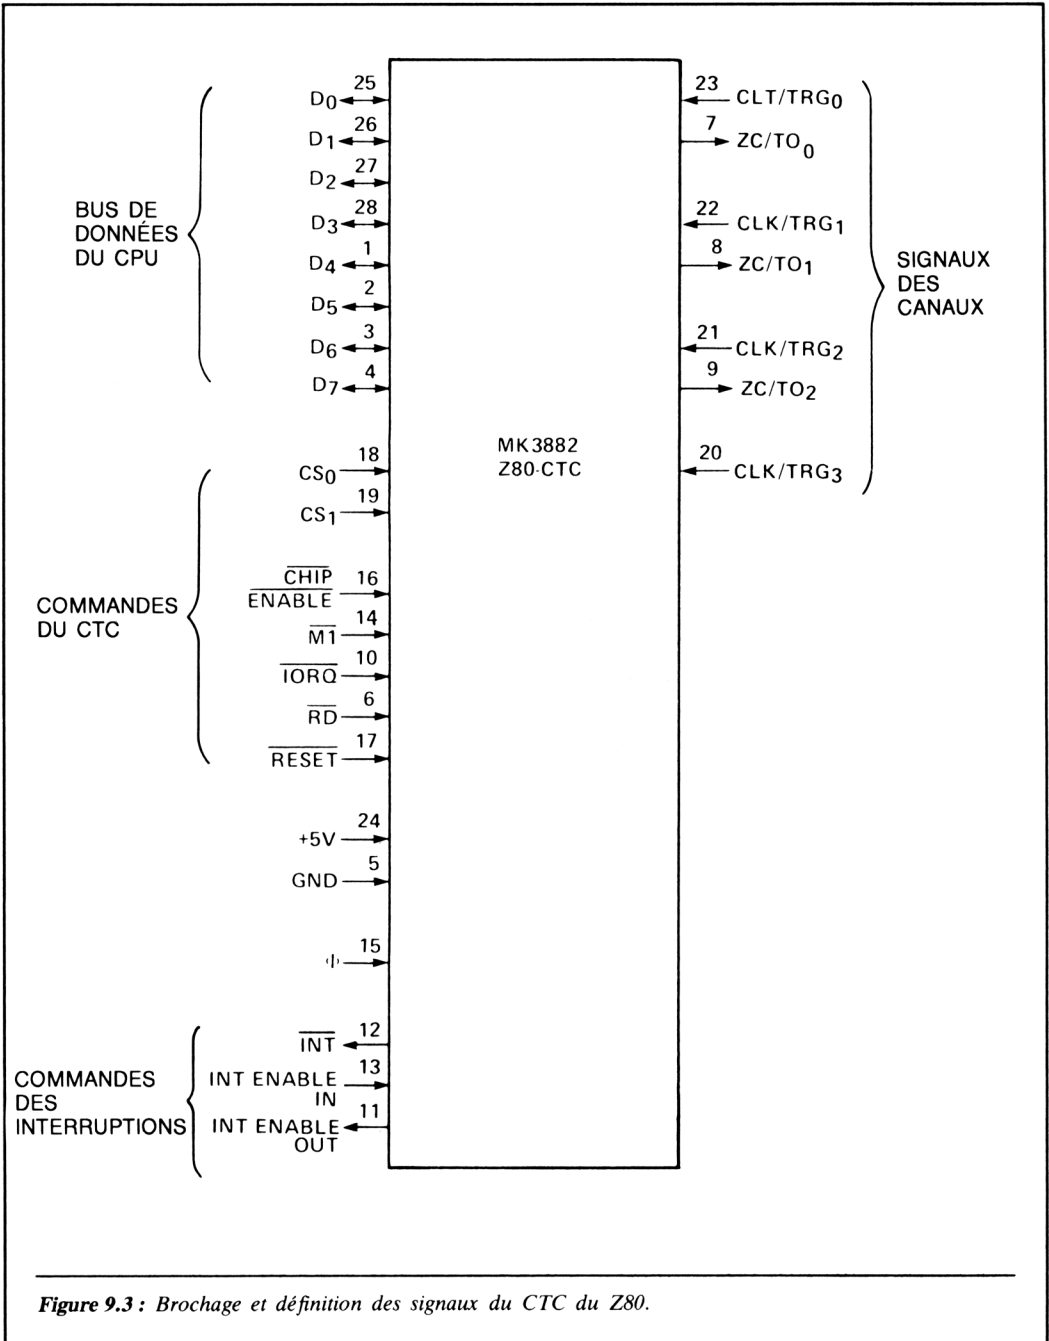 25
D0
26
D1
27
D2
28
D3
1
D4
2
D5
3
D6
4
D7
BUS DE
DONNÉES
DU CPU
18
CS0
19
CS1
CHIP
ENABLE
16
M1
14
IORQ
10
RD
6
RESET
17
COMMANDES
DU CTC
+5V
24
GND
5
Φ
15
INT
12
INT ENABLE
IN
13
INT ENABLE
OUT
11
COMMANDES
DES
INTERRUPTIONS
MK3882
Z80-CTC
23
CLT/TRG0
7
ZC/TO0
22
CLK/TRG1
8
ZC/TO1
21
CLK/TRG2
9
ZC/TO2
20
CLK/TRG3
SIGNAUX
DES
CANAUX
Figure 9.3 : Brochage et définition des signaux du CTC du Z80.